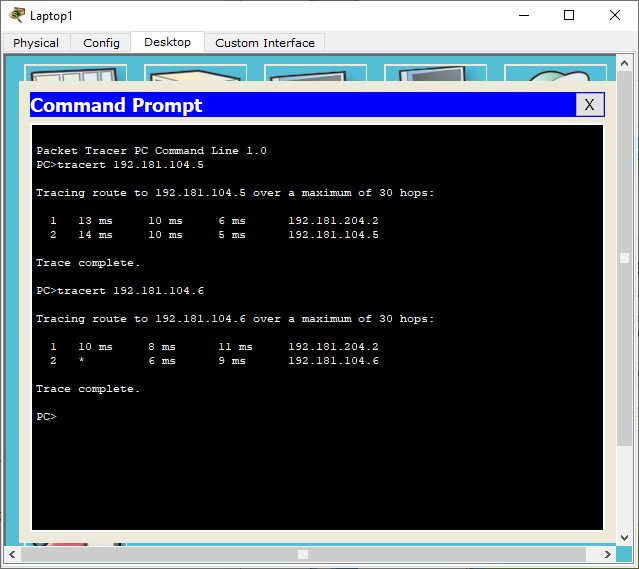 Laptop1
Physical Config Desktop Custom Interface
Command Prompt X
Packet Tracer PC Command Line 1.0
PC>tracert 192.181.104.5
Tracing route to 192.181.104.5 over a maximum of 30 hops:
1 13 ms 10 ms 6 ms 192.181.204.2
2 14 ms 10 ms 5 ms 192.181.104.5
Trace complete.
PC>tracert 192.181.104.6
Tracing route to 192.181.104.6 over a maximum of 30 hops:
1 10 ms 8 ms 11 ms 192.181.204.2
2 * 6 ms 9 ms 192.181.104.6
Trace complete.
PC>